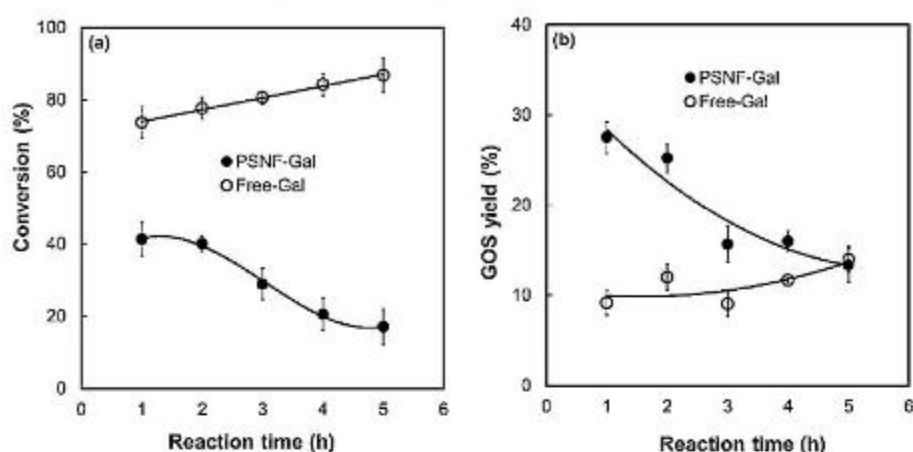 (a)
Conversion (%)
100
80
60
40
20
0
PSNF-Gal
Free-Gal
0 1 2 3 4 5 6
Reaction time (h)
(b)
GOS yield (%)
40
30
20
10
0
PSNF-Gal
Free-Gal
0 1 2 3 4 5 6
Reaction time (h)